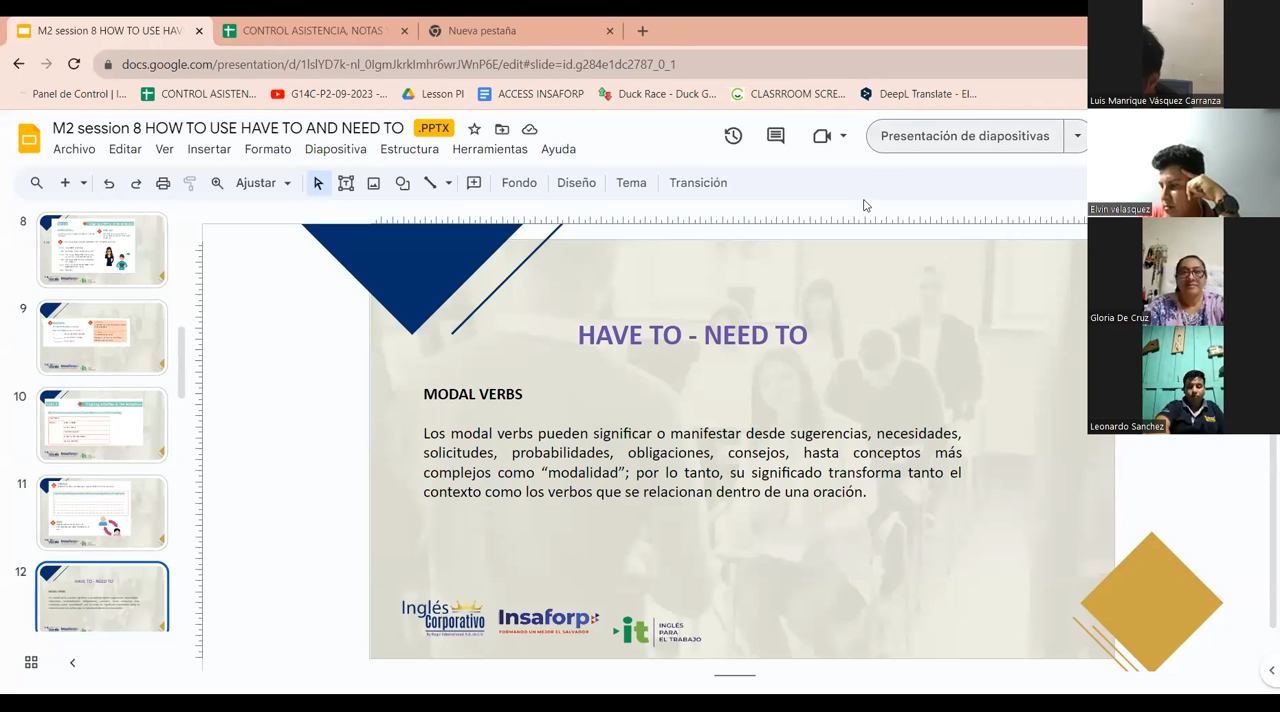 M2 session 8 HOW TO USE HAV
CONTROL ASISTENCIA, NOTAS
Nueva pestaña
docs.google.com/presentation/d/1lslYD7k-nl_0IgmJkrkImhr6wrJWnP6E/edit#slide=id.g284e1dc2787_0_1
Panel de Control | I...
CONTROL ASISTEN...
G14C-P2-09-2023 -...
Lesson PI
ACCESS INSAFORP
Duck Race - Duck G...
CLASRROOM SCRE...
DeepL Translate - El...
M2 session 8 HOW TO USE HAVE TO AND NEED TO
.PPTX
Archivo Editar Ver Insertar Formato Diapositiva Estructura Herramientas Ayuda
Presentación de diapositivas
Ajustar
Fondo Diseño Tema Transición
8
9
10
11
12
HAVE TO - NEED TO
MODAL VERBS
Los modal verbs pueden significar o manifestar desde sugerencias, necesidades,
solicitudes, probabilidades, obligaciones, consejos, hasta conceptos más
complejos como “modalidad”; por lo tanto, su significado transforma tanto el
contexto como los verbos que se relacionan dentro de una oración.
Inglés
Corporativo
Insaforp
FORMANDO UN MEJOR EL SALVADOR
it
INGLÉS
PARA
EL TRABAJO
Luis Manrique Vásquez Carranza
Elvin velasquez
Gloria De Cruz
Leonardo Sanchez